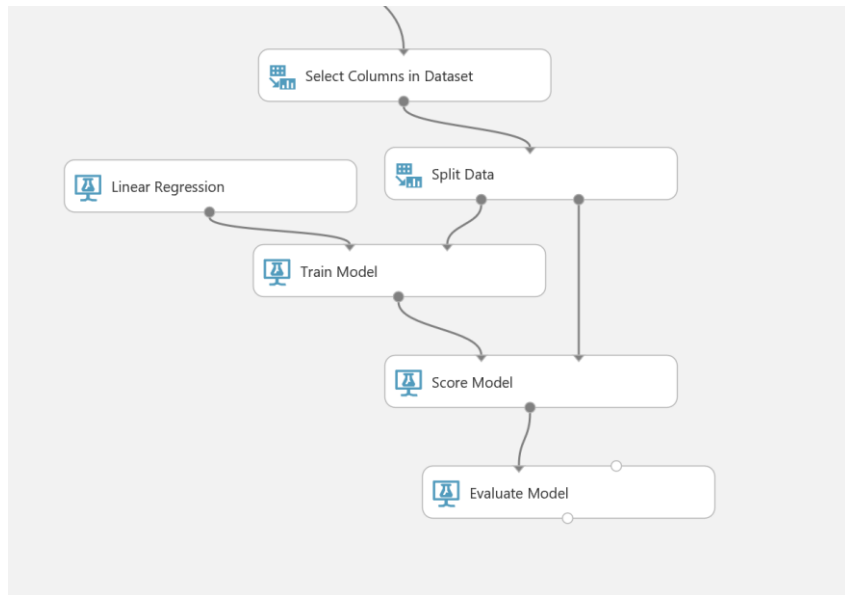 Select Columns in Dataset
Split Data
Linear Regression
Train Model
Score Model
Evaluate Model